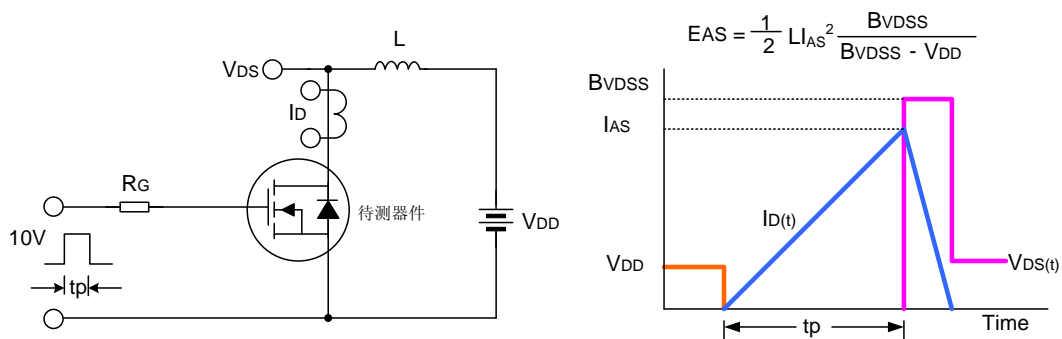 L
VDS
ID
RG
待测器件
10V
VDD
tp
EAS = 1/2 LIAS² BVDSS / (BVDSS - VDD)
BVDSS
IAS
ID(t)
VDD
VDS(t)
tp
Time